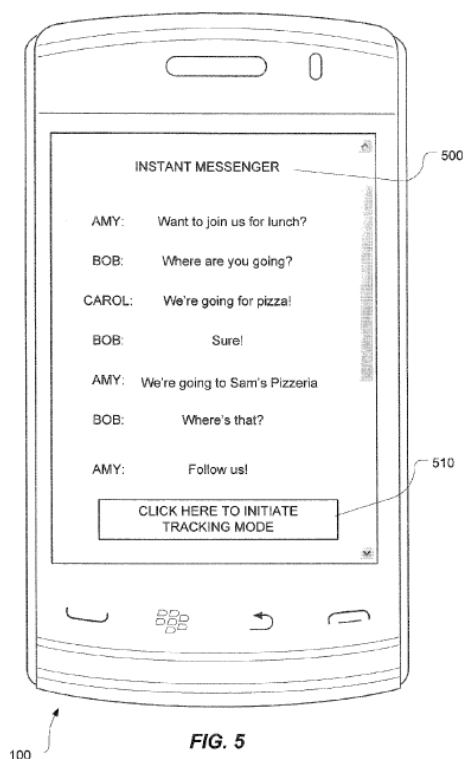 INSTANT MESSENGER
500
AMY: Want to join us for lunch?
BOB: Where are you going?
CAROL: We're going for pizza!
BOB: Sure!
AMY: We're going to Sam's Pizzeria
BOB: Where's that?
AMY: Follow us!
510
CLICK HERE TO INITIATE
TRACKING MODE
FIG. 5
100